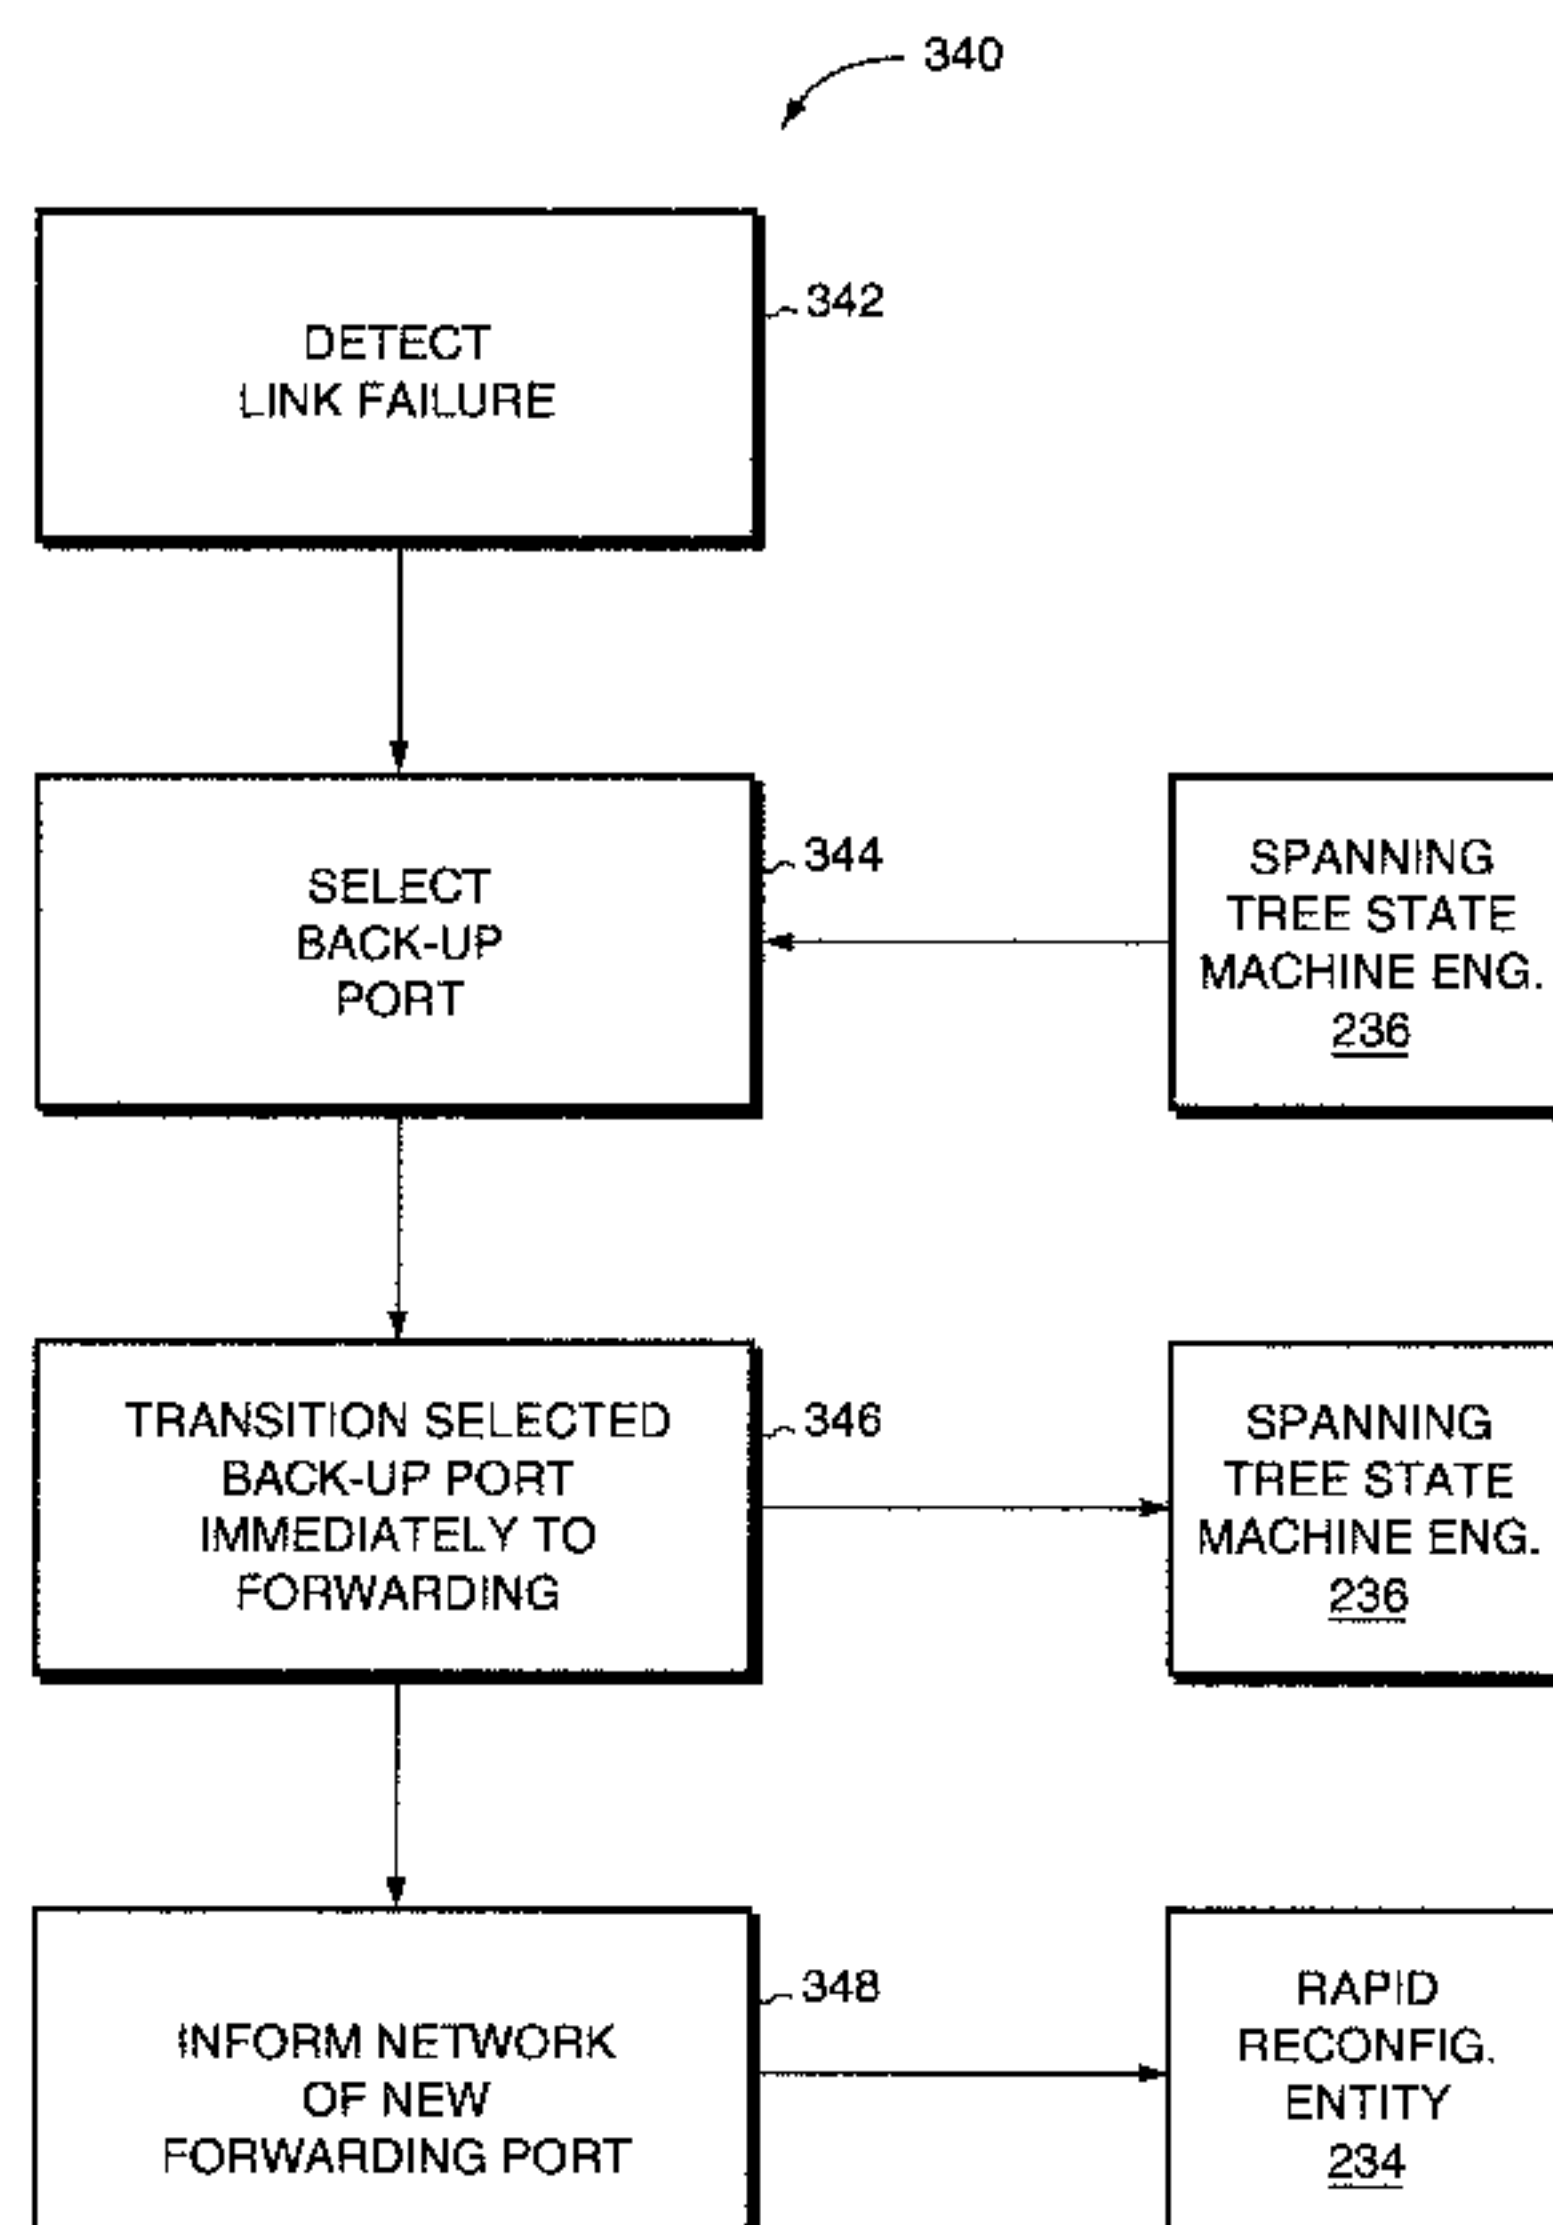 340
DETECT
LINK FAILURE
342
SELECT
BACK-UP
PORT
344
SPANNING
TREE STATE
MACHINE ENG.
236
TRANSITION SELECTED
BACK-UP PORT
IMMEDIATELY TO
FORWARDING
346
SPANNING
TREE STATE
MACHINE ENG.
236
INFORM NETWORK
OF NEW
FORWARDING PORT
348
RAPID
RECONFIG.
ENTITY
234